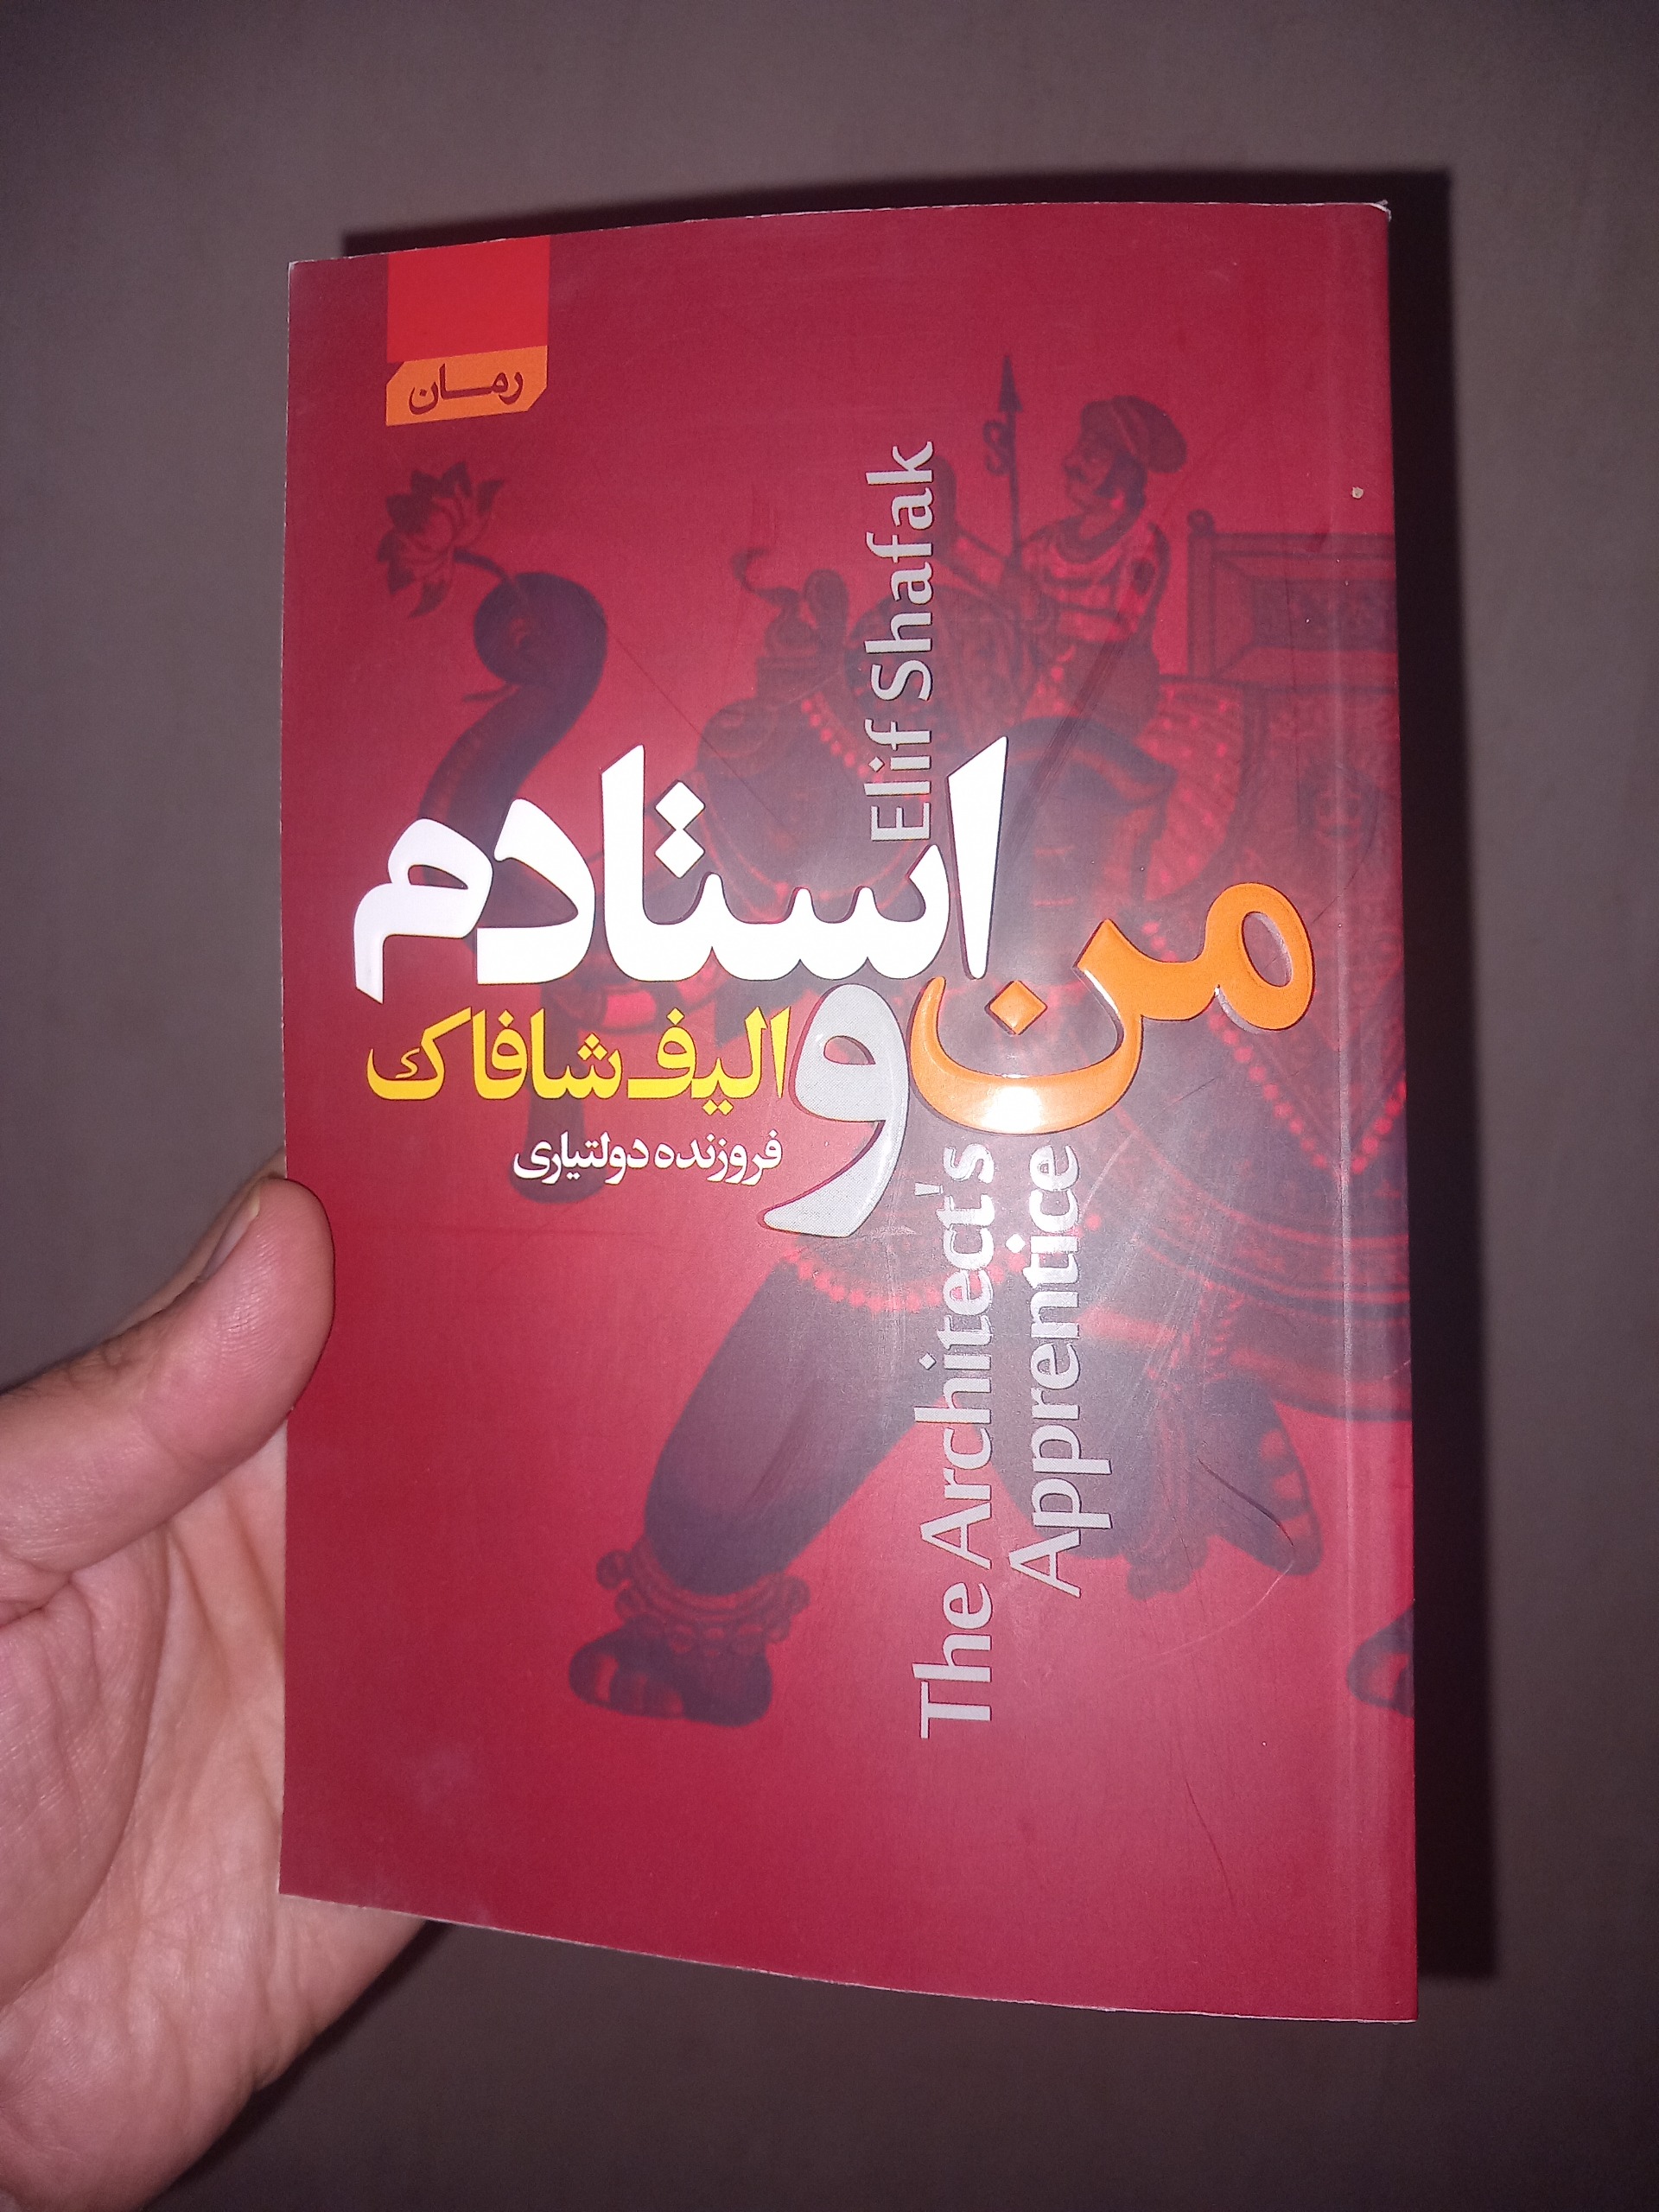 رمان
Elif Shafak
من و استادم
الیف شافاک
فروزنده دولتیاری
The Architect's
Apprentice